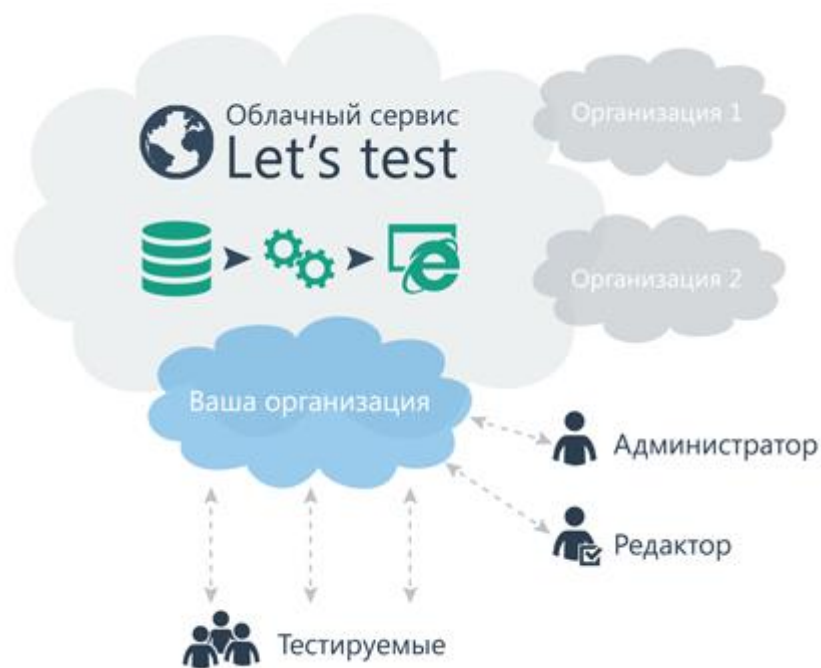 Облачный сервис
Let's test
Организация 1
Организация 2
Ваша организация
Администратор
Редактор
Тестируемые